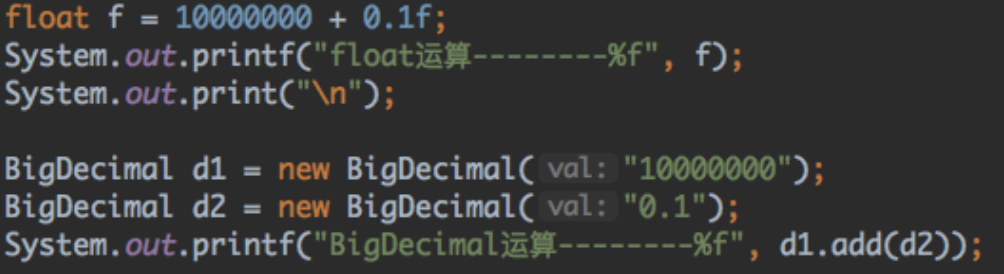 float f = 10000000 + 0.1f;
System.out.printf("float运算--------%f", f);
System.out.print("\n");
BigDecimal d1 = new BigDecimal( val: "10000000");
BigDecimal d2 = new BigDecimal( val: "0.1");
System.out.printf("BigDecimal运算--------%f", d1.add(d2));